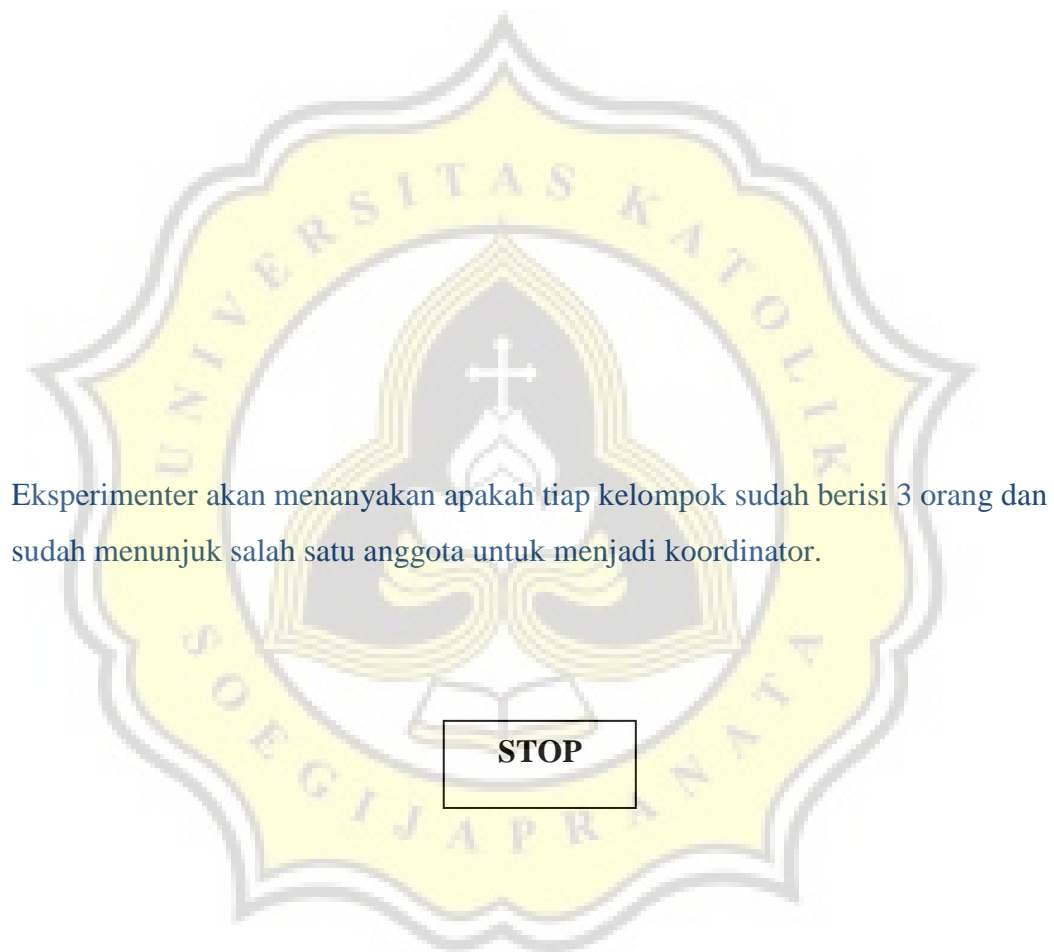 UNIVERSITAS KATOLIK
Eksperimenter akan menanyakan apakah tiap kelompok sudah berisi 3 orang dan
sudah menunjuk salah satu anggota untuk menjadi koordinator.
STOP
SOEGIJAPRANATA